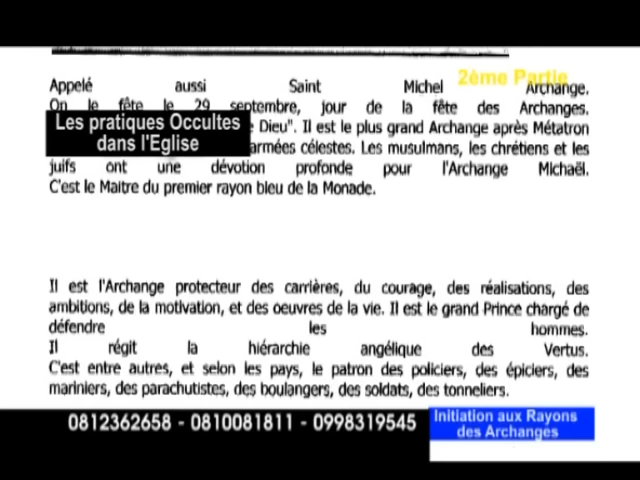 Appelé aussi Saint Michel Archange.
2ème Partie
On le fête le 29 septembre, jour de la fête des Archanges.
Les pratiques Occultes
dans l'Eglise
Dieu". Il est le plus grand Archange après Métatron
armées célestes. Les musulmans, les chrétiens et les
juifs ont une dévotion profonde pour l'Archange Michaël.
C'est le Maitre du premier rayon bleu de la Monade.
Il est l'Archange protecteur des carrières, du courage, des réalisations, des
ambitions, de la motivation, et des oeuvres de la vie. Il est le grand Prince chargé de
défendre les hommes.
Il régit la hiérarchie angélique des Vertus.
C'est entre autres, et selon les pays, le patron des policiers, des épiciers, des
mariniers, des parachutistes, des boulangers, des soldats, des tonneliers.
0812362658 - 0810081811 - 0998319545
Initiation aux Rayons
des Archanges